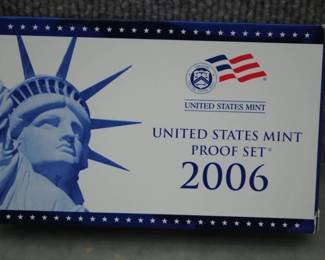 UNITED STATES MINT
UNITED STATES MINT
PROOF SET®
2006